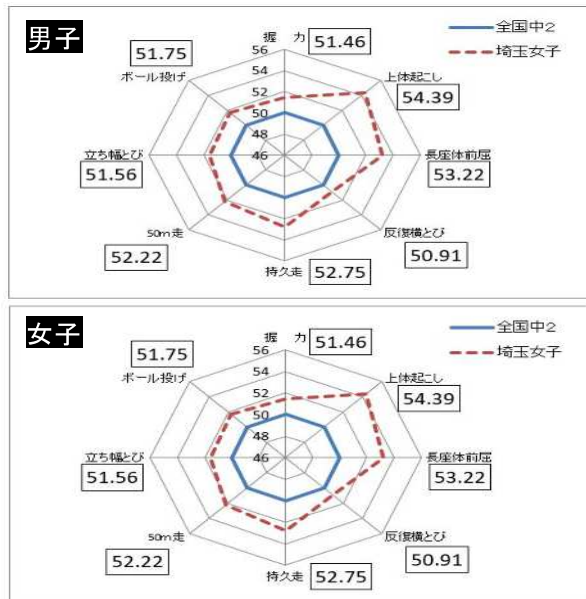 男子
全国中2
埼玉女子
握 力
51.46
上体起こし
54.39
長座体前屈
53.22
反復横とび
50.91
持久走
52.75
50m走
52.22
立ち幅とび
51.56
ボール投げ
51.75
56
54
52
50
48
46
女子
全国中2
埼玉女子
握 力
51.46
上体起こし
54.39
長座体前屈
53.22
反復横とび
50.91
持久走
52.75
50m走
52.22
立ち幅とび
51.56
ボール投げ
51.75
56
54
52
50
48
46